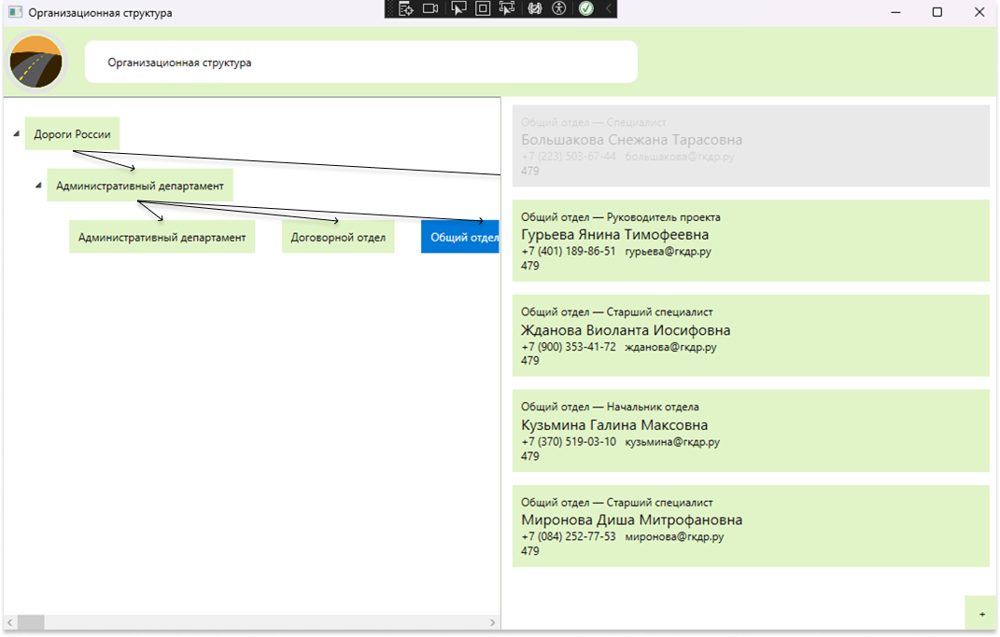 Организационная структура
Организационная структура
Дороги России
Административный департамент
Административный департамент
Договорной отдел
Общий отдел
Общий отдел — Специалист
Большакова Снежана Тарасовна
+7 (223) 503-67-44 большакова@гкдр.ру
479
Общий отдел — Руководитель проекта
Гурьева Янина Тимофеевна
+7 (401) 189-86-51 гурьева@гкдр.ру
479
Общий отдел — Старший специалист
Жданова Виоланта Иосифовна
+7 (900) 353-41-72 жданова@гкдр.ру
479
Общий отдел — Начальник отдела
Кузьмина Галина Максовна
+7 (370) 519-03-10 кузьмина@гкдр.ру
479
Общий отдел — Старший специалист
Миронова Диша Митрофановна
+7 (084) 252-77-53 миронова@гкдр.ру
479
+